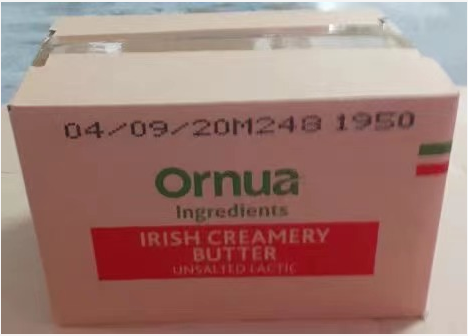 04/09/20M248 1950
Ornua
Ingredients
IRISH CREAMERY
BUTTER
UNSALTED LACTIC